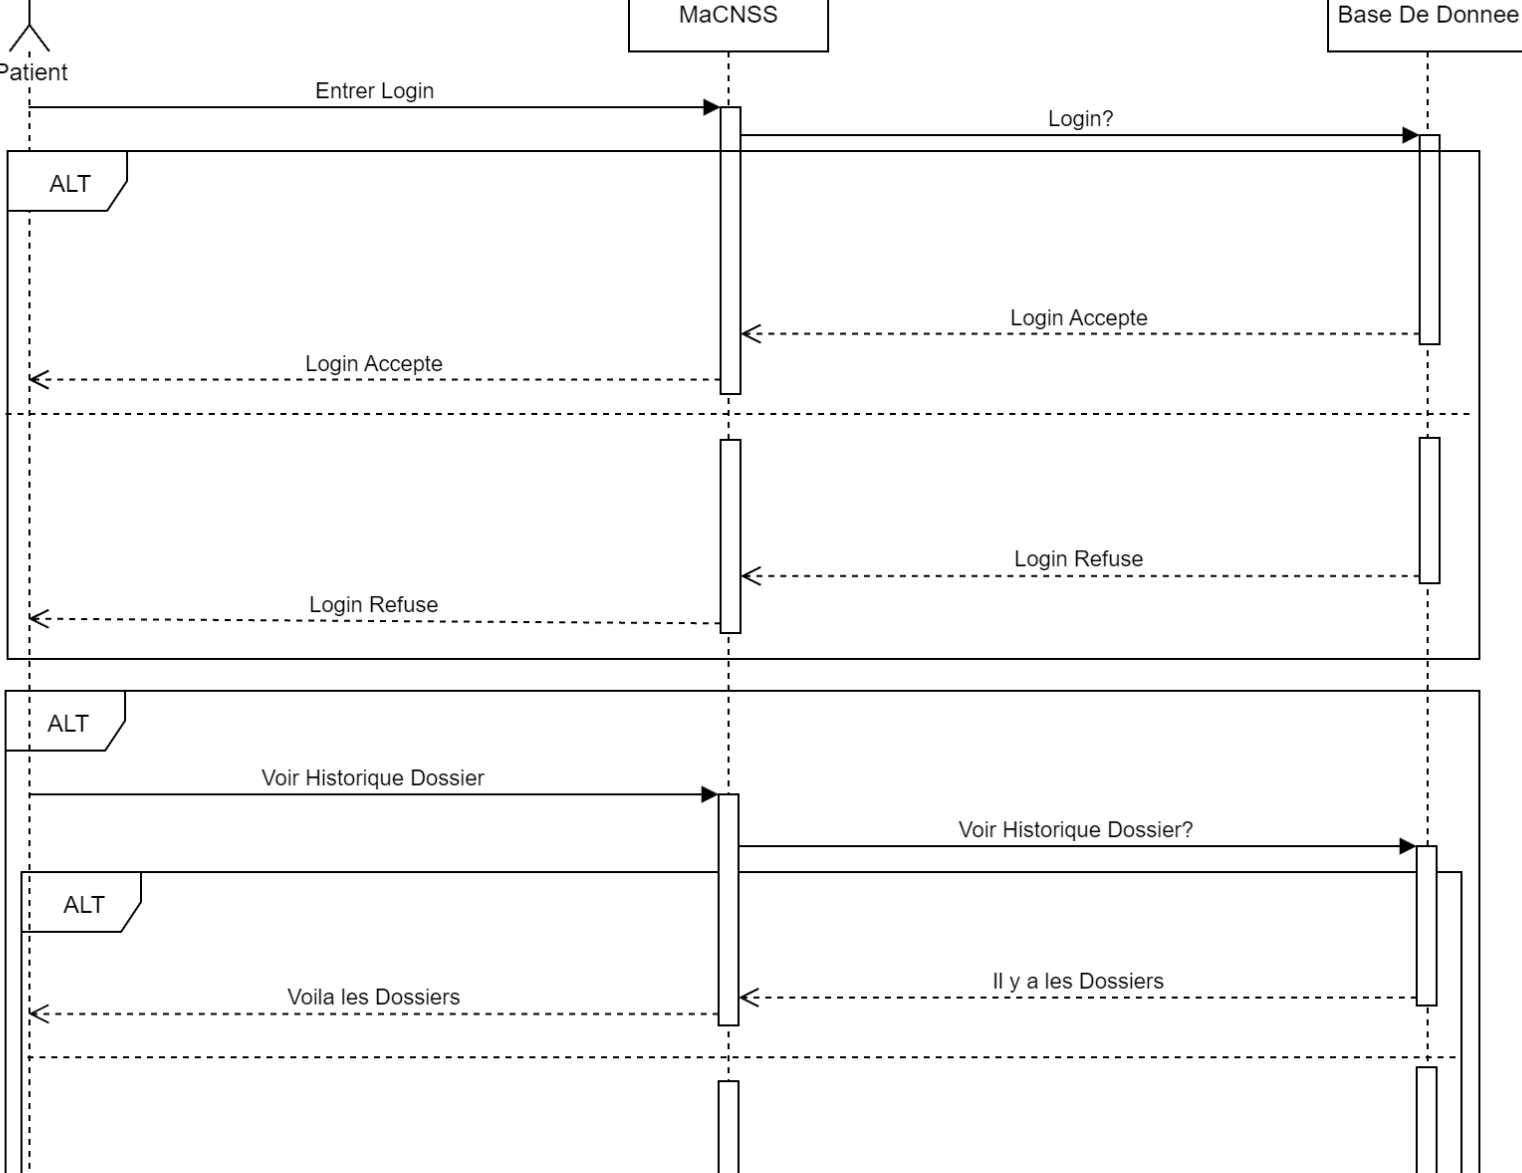 MaCNSS
Base De Donnee
Patient
Entrer Login
Login?
ALT
Login Accepte
Login Accepte
Login Refuse
Login Refuse
ALT
Voir Historique Dossier
Voir Historique Dossier?
ALT
Il y a les Dossiers
Voila les Dossiers